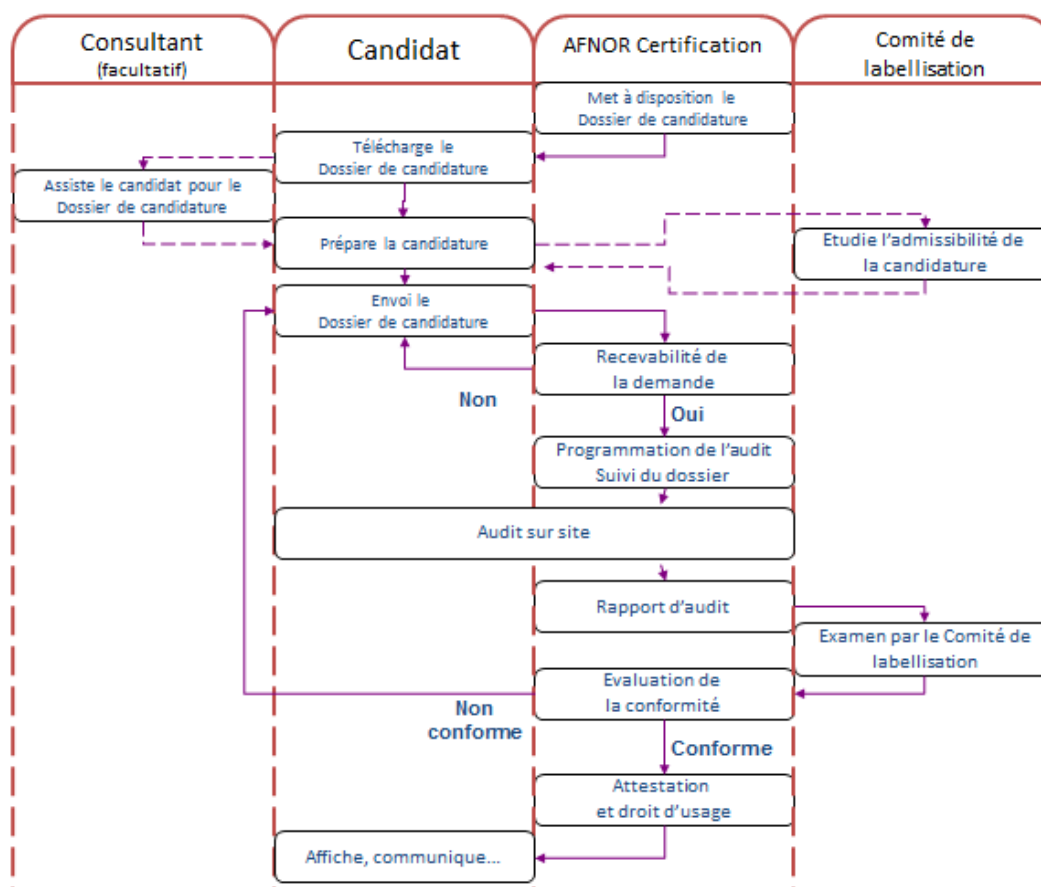 Consultant
(facultatif)
Candidat
AFNOR Certification
Comité de
labellisation
Met à disposition le
Dossier de candidature
Télécharge le
Dossier de candidature
Assiste le candidat pour le
Dossier de candidature
Prépare la candidature
Etudie l'admissibilité de
la candidature
Envoi le
Dossier de candidature
Recevabilité de
la demande
Non
Oui
Programmation de l'audit
Suivi du dossier
Audit sur site
Rapport d'audit
Examen par le Comité de
labellisation
Evaluation de
la conformité
Non
conforme
Conforme
Attestation
et droit d'usage
Affiche, communique...